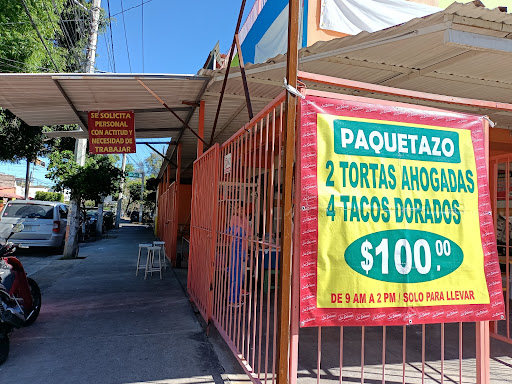 SE SOLICITA
PERSONAL
CON ACTITUD Y
NECESIDAD DE
TRABAJAR
PAQUETAZO
2 TORTAS AHOGADAS
4 TACOS DORADOS
$100.00
DE 9 AM A 2 PM / SOLO PARA LLEVAR